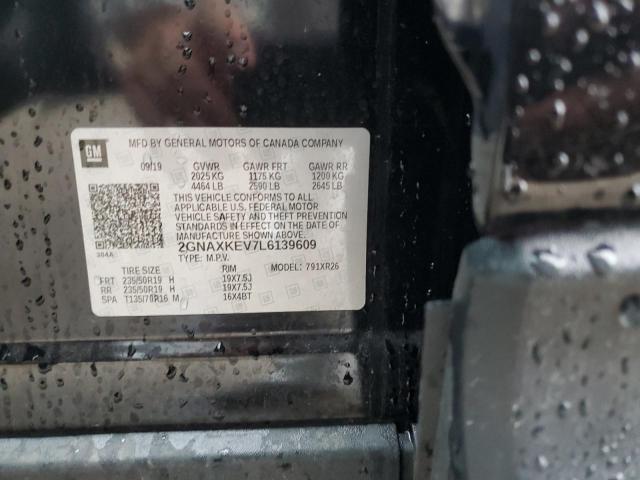 GM
MFD BY GENERAL MOTORS OF CANADA COMPANY
09/19 GVWR GAWR FRT GAWR RR
2025 KG 1175 KG 1200 KG
4464 LB 2590 LB 2645 LB
THIS VEHICLE CONFORMS TO ALL
APPLICABLE U.S. FEDERAL MOTOR
VEHICLE SAFETY AND THEFT PREVENTION
STANDARDS IN EFFECT ON THE DATE OF
MANUFACTURE SHOWN ABOVE.
2GNAXKEV7L6139609
384A TYPE: M.P.V.
TIRE SIZE RIM MODEL: 791XR26
FRT 235/50R19 H 19X7.5J
RR 235/50R19 H 19X7.5J
SPA T135/70R16 M 16X4BT